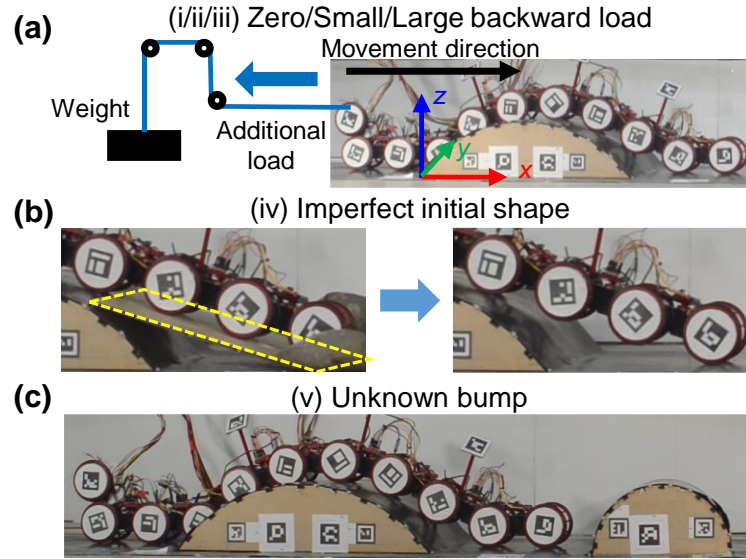 (a)
(i/ii/iii) Zero/Small/Large backward load
Movement direction
Weight
Additional
load
z
y
x
(b)
(iv) Imperfect initial shape
(c)
(v) Unknown bump